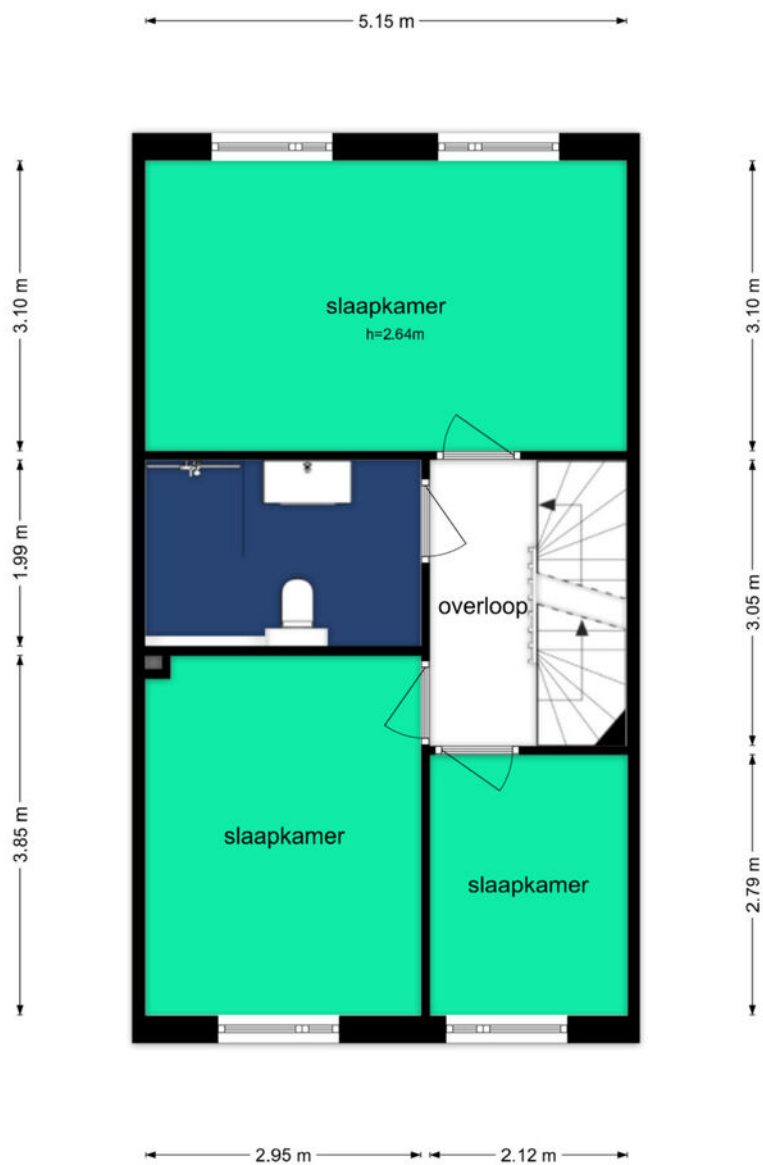 5.15 m
3.10 m
3.10 m
slaapkamer
h=2.64m
1.99 m
3.05 m
overloop
3.85 m
slaapkamer
slaapkamer
2.79 m
2.95 m
2.12 m